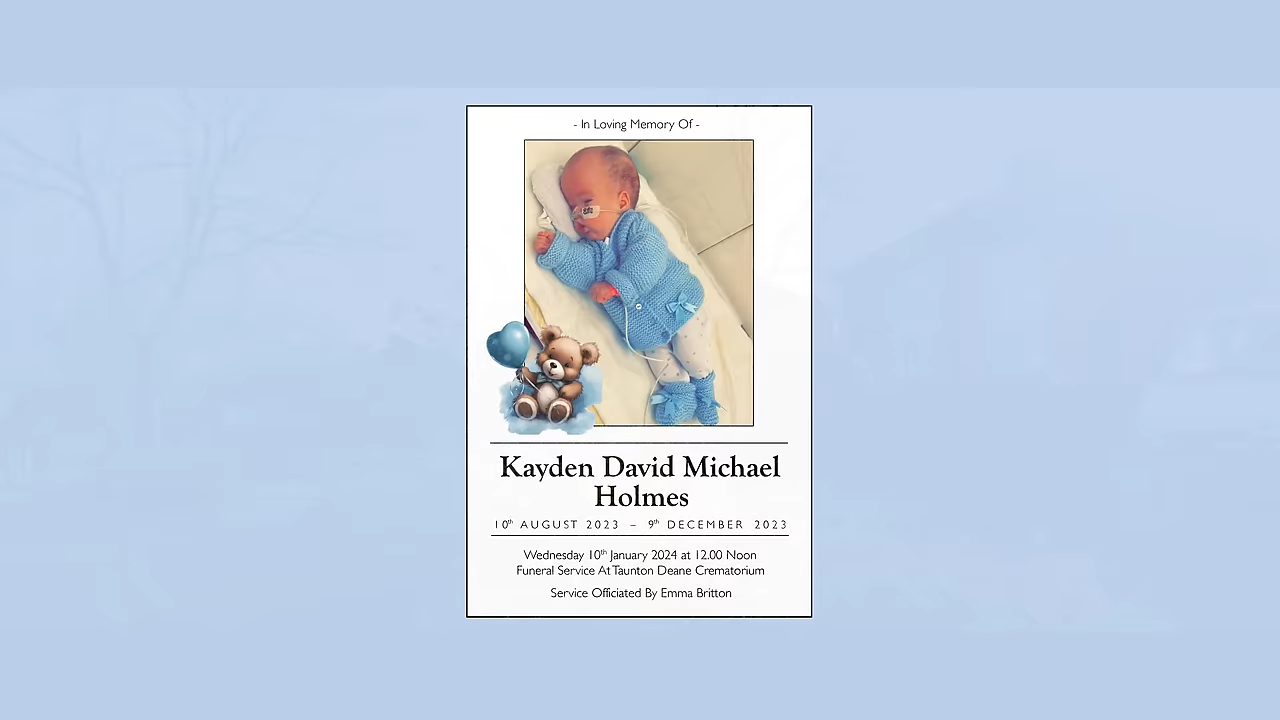 - In Loving Memory Of -
Kayden David Michael
Holmes
10th AUGUST 2023 – 9th DECEMBER 2023
Wednesday 10th January 2024 at 12.00 Noon
Funeral Service At Taunton Deane Crematorium
Service Officiated By Emma Britton